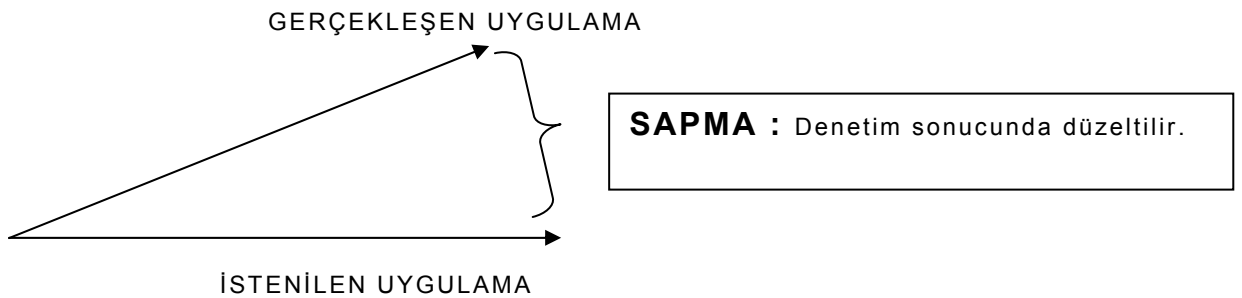 GERÇEKLEŞEN UYGULAMA
SAPMA : Denetim sonucunda düzeltilir.
İSTENİLEN UYGULAMA